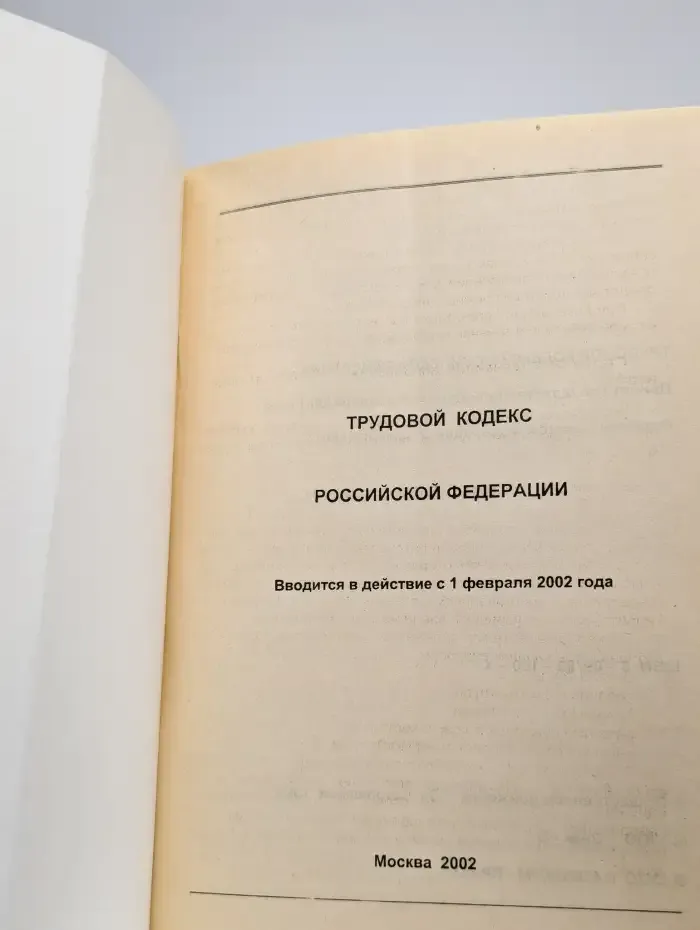 ТРУДОВОЙ КОДЕКС
РОССИЙСКОЙ ФЕДЕРАЦИИ
Вводится в действие с 1 февраля 2002 года
Москва 2002